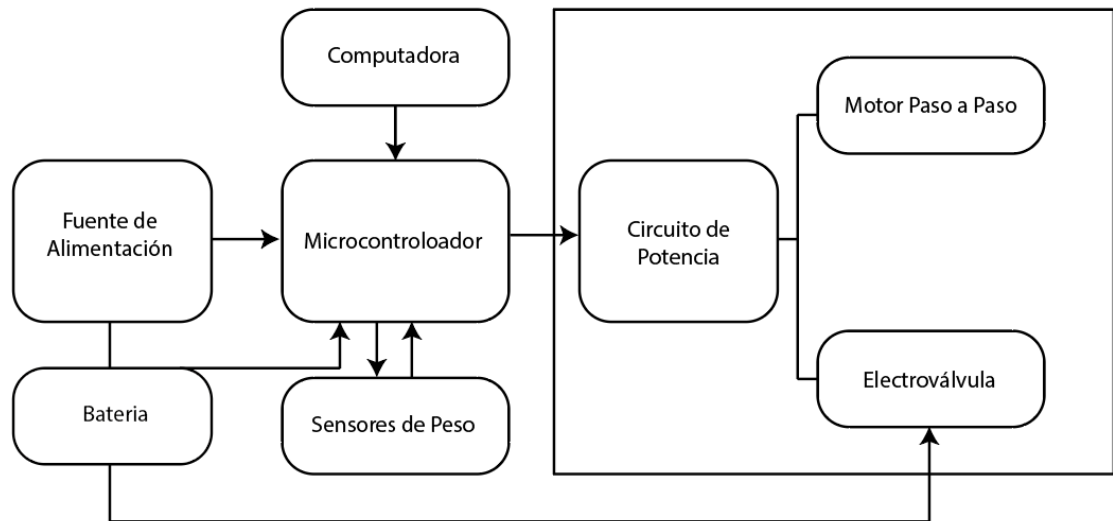 Computadora
Motor Paso a Paso
Fuente de
Alimentación
Microcontroloador
Circuito de
Potencia
Bateria
Sensores de Peso
Electroválvula